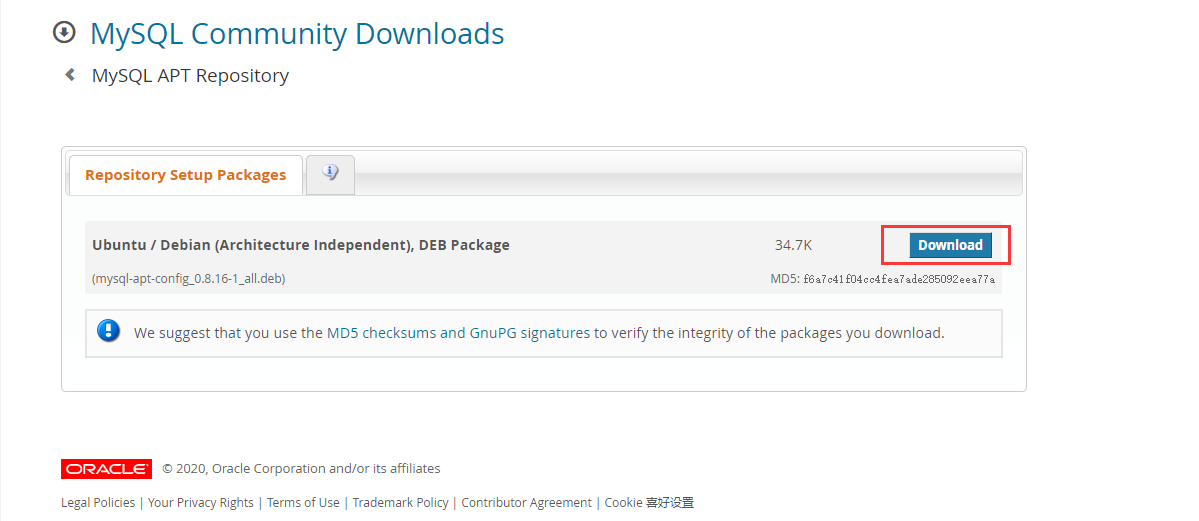 MySQL Community Downloads
MySQL APT Repository
Repository Setup Packages
Ubuntu / Debian (Architecture Independent), DEB Package 34.7K Download
(mysql-apt-config_0.8.16-1_all.deb) MD5: f6a7c41f04cc4fea7ade285092eea77a
We suggest that you use the MD5 checksums and GnuPG signatures to verify the integrity of the packages you download.
ORACLE © 2020, Oracle Corporation and/or its affiliates
Legal Policies | Your Privacy Rights | Terms of Use | Trademark Policy | Contributor Agreement | Cookie 喜好设置